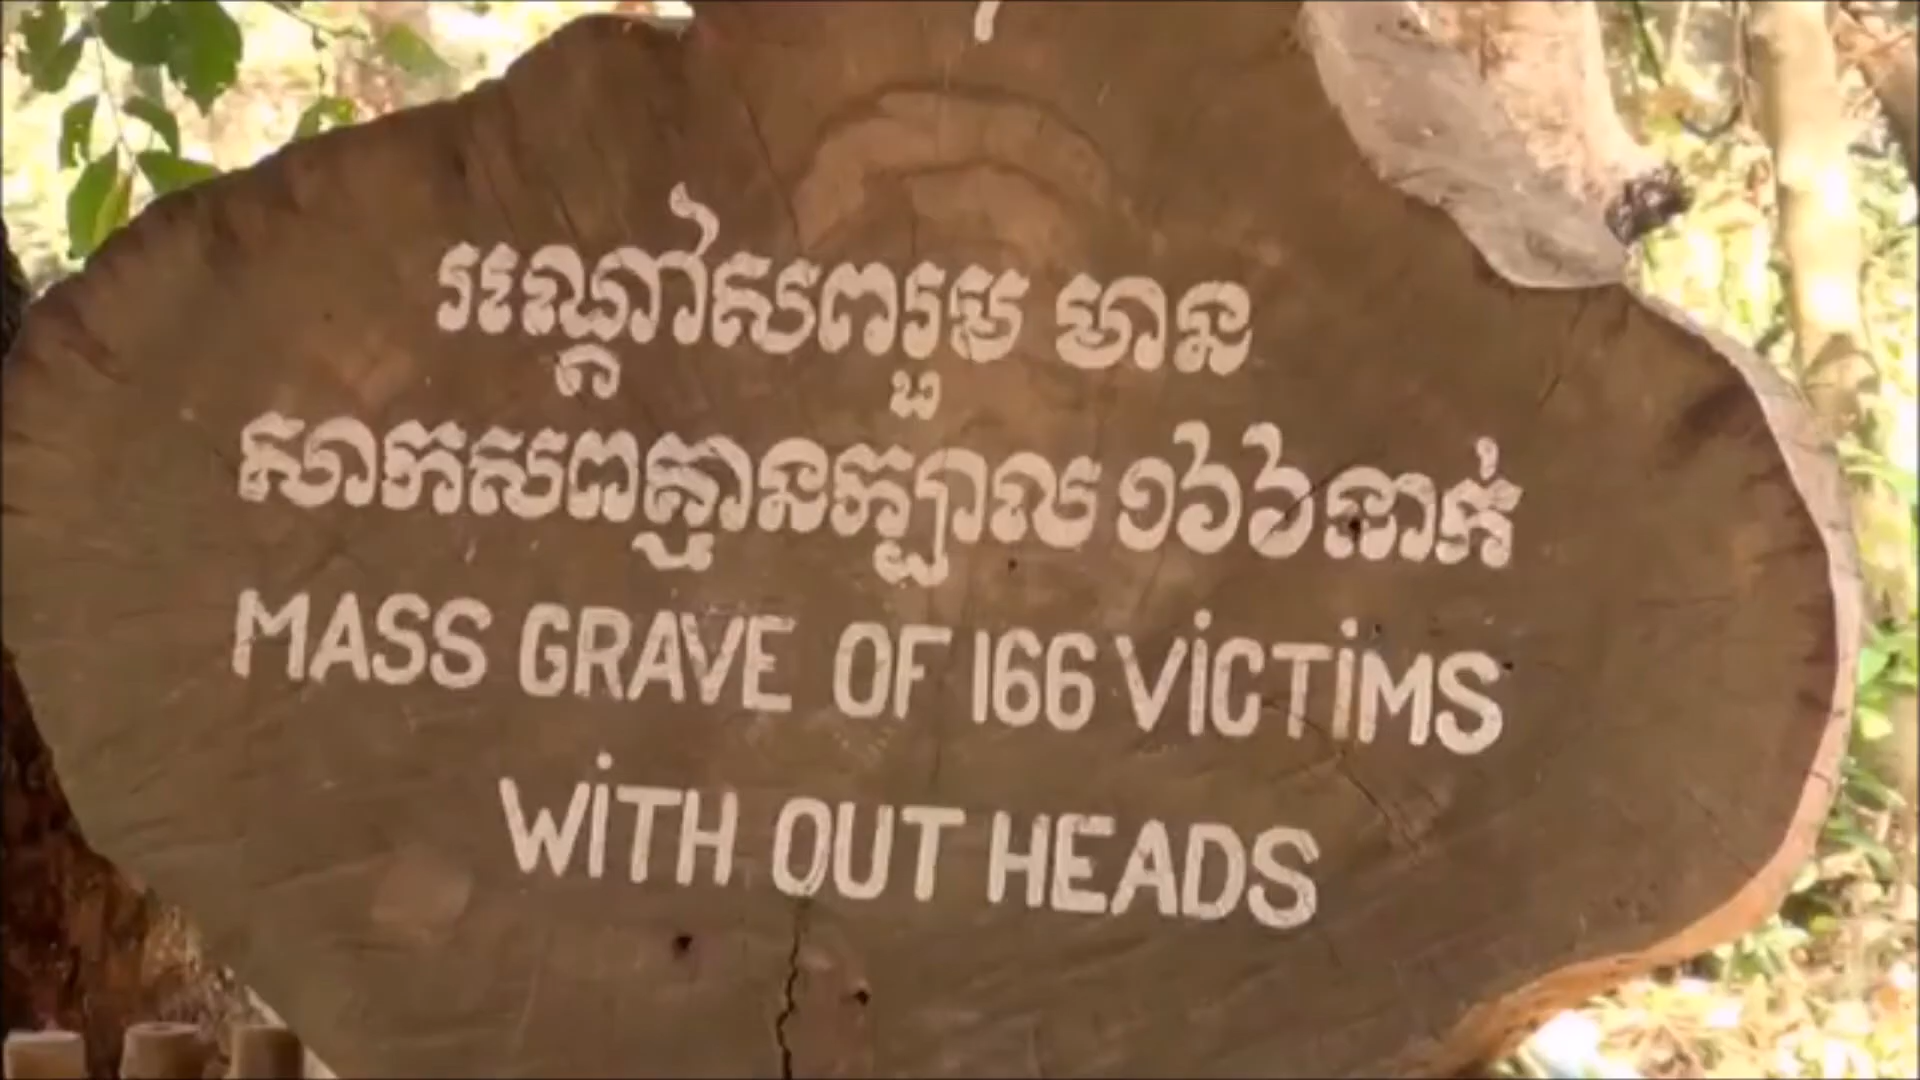 7
រណ្តៅសពរួម មាន
សាកសពគ្មានក្បាល ១៦៦ នាក់
MASS GRAVE OF 166 VICTIMS
WITH OUT HEADS